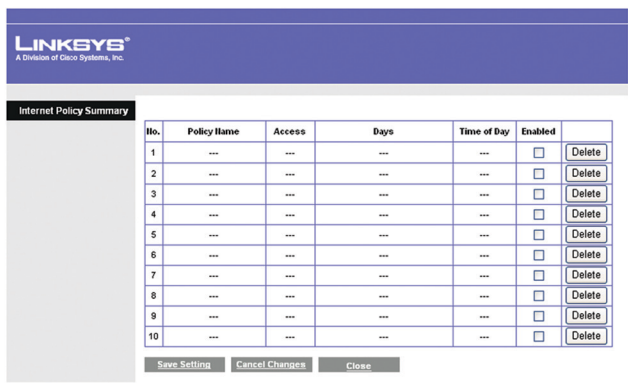 LINKSYS®
A Division of Cisco Systems, Inc.
Internet Policy Summary
No. Policy Name Access Days Time of Day Enabled
1 --- --- --- --- Delete
2 --- --- --- --- Delete
3 --- --- --- --- Delete
4 --- --- --- --- Delete
5 --- --- --- --- Delete
6 --- --- --- --- Delete
7 --- --- --- --- Delete
8 --- --- --- --- Delete
9 --- --- --- --- Delete
10 --- --- --- --- Delete
Save Setting Cancel Changes Close